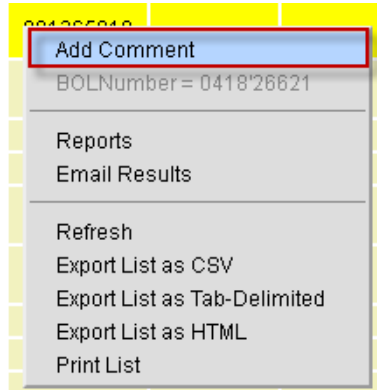 Add Comment
BOLNumber = 0418'26621
Reports
Email Results
Refresh
Export List as CSV
Export List as Tab-Delimited
Export List as HTML
Print List